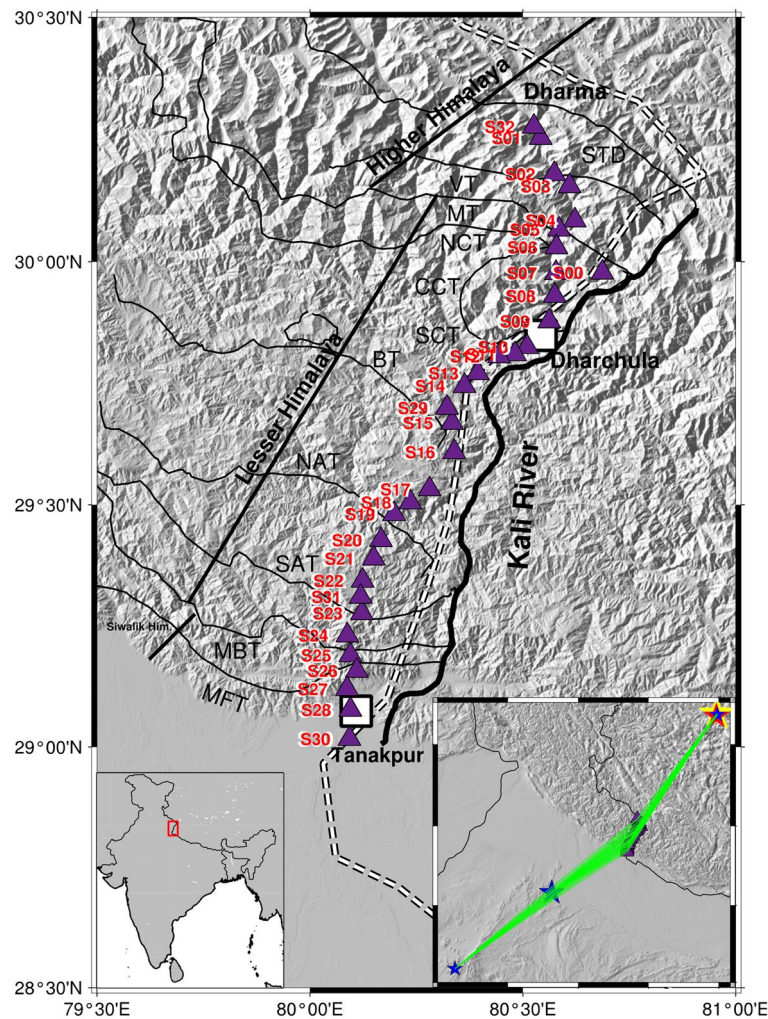 30°30'N
Dharma
Higher Himalaya
S32
S01
STD
S02
VT
S03
MT
S04
S05
NCT
S06
30°00'N
S07
S00
CCT
S08
S09
SCT
S10
S11
S12
Dharchula
BT
S13
S14
Lesser Himalaya
S29
S15
S16
NAT
Kali River
S17
29°30'N
S18
S19
S20
S21
SAT
S22
S31
S23
Siwalik Him.
S24
MBT
S25
S26
S27
MFT
S28
S30
29°00'N
Tanakpur
28°30'N
79°30'E
80°00'E
80°30'E
81°00'E